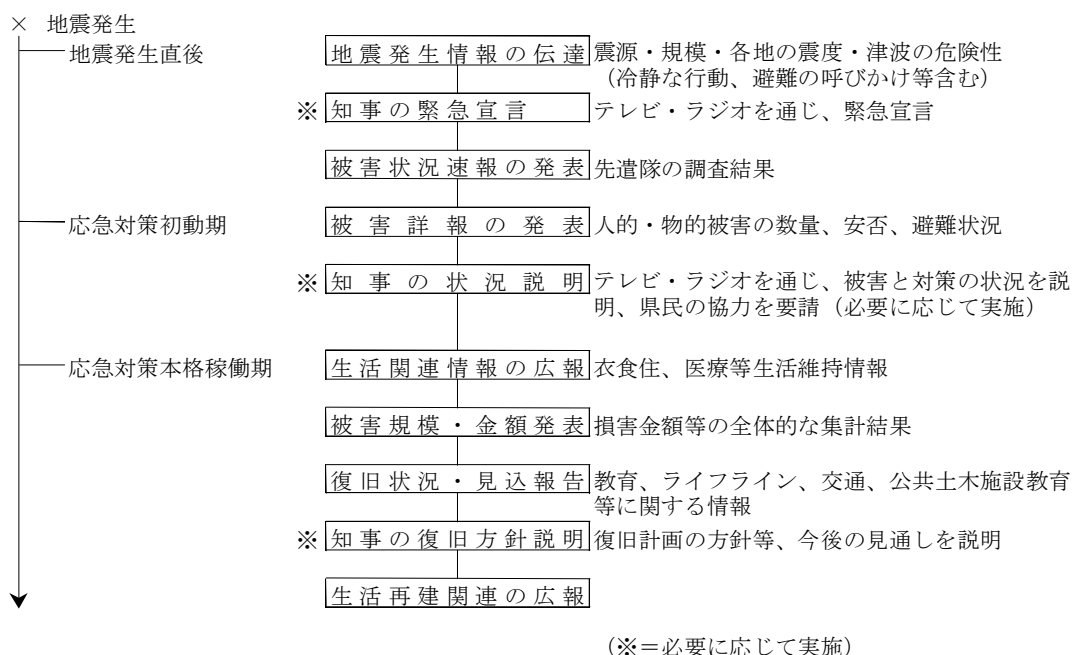 × 地震発生
地震発生直後 地震発生情報の伝達 震源・規模・各地の震度・津波の危険性
（冷静な行動、避難の呼びかけ等含む）
※ 知事の緊急宣言 テレビ・ラジオを通じ、緊急宣言
被害状況速報の発表 先遣隊の調査結果
応急対策初動期 被害詳報の発表 人的・物的被害の数量、安否、避難状況
※ 知事の状況説明 テレビ・ラジオを通じ、被害と対策の状況を説
明、県民の協力を要請（必要に応じて実施）
応急対策本格稼働期 生活関連情報の広報 衣食住、医療等生活維持情報
被害規模・金額発表 損害金額等の全体的な集計結果
復旧状況・見込報告 教育、ライフライン、交通、公共土木施設教育
等に関する情報
※ 知事の復旧方針説明 復旧計画の方針等、今後の見通しを説明
生活再建関連の広報
（※＝必要に応じて実施）